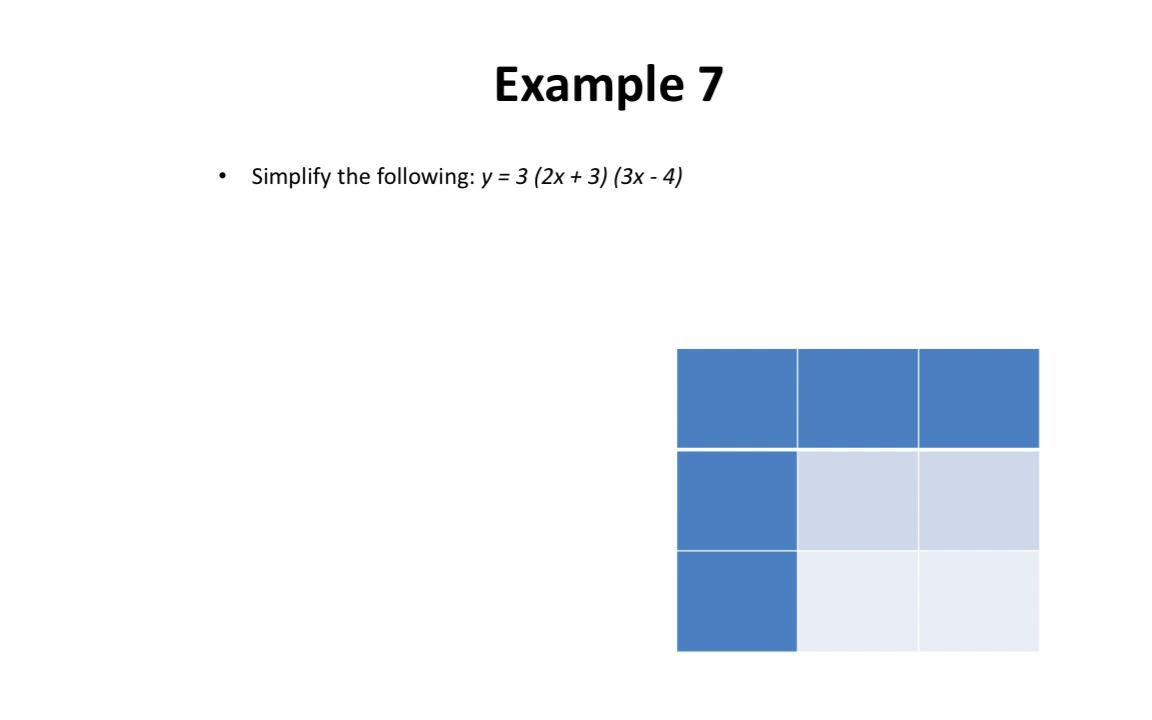 Example 7
• Simplify the following: y = 3 (2x + 3) (3x - 4)